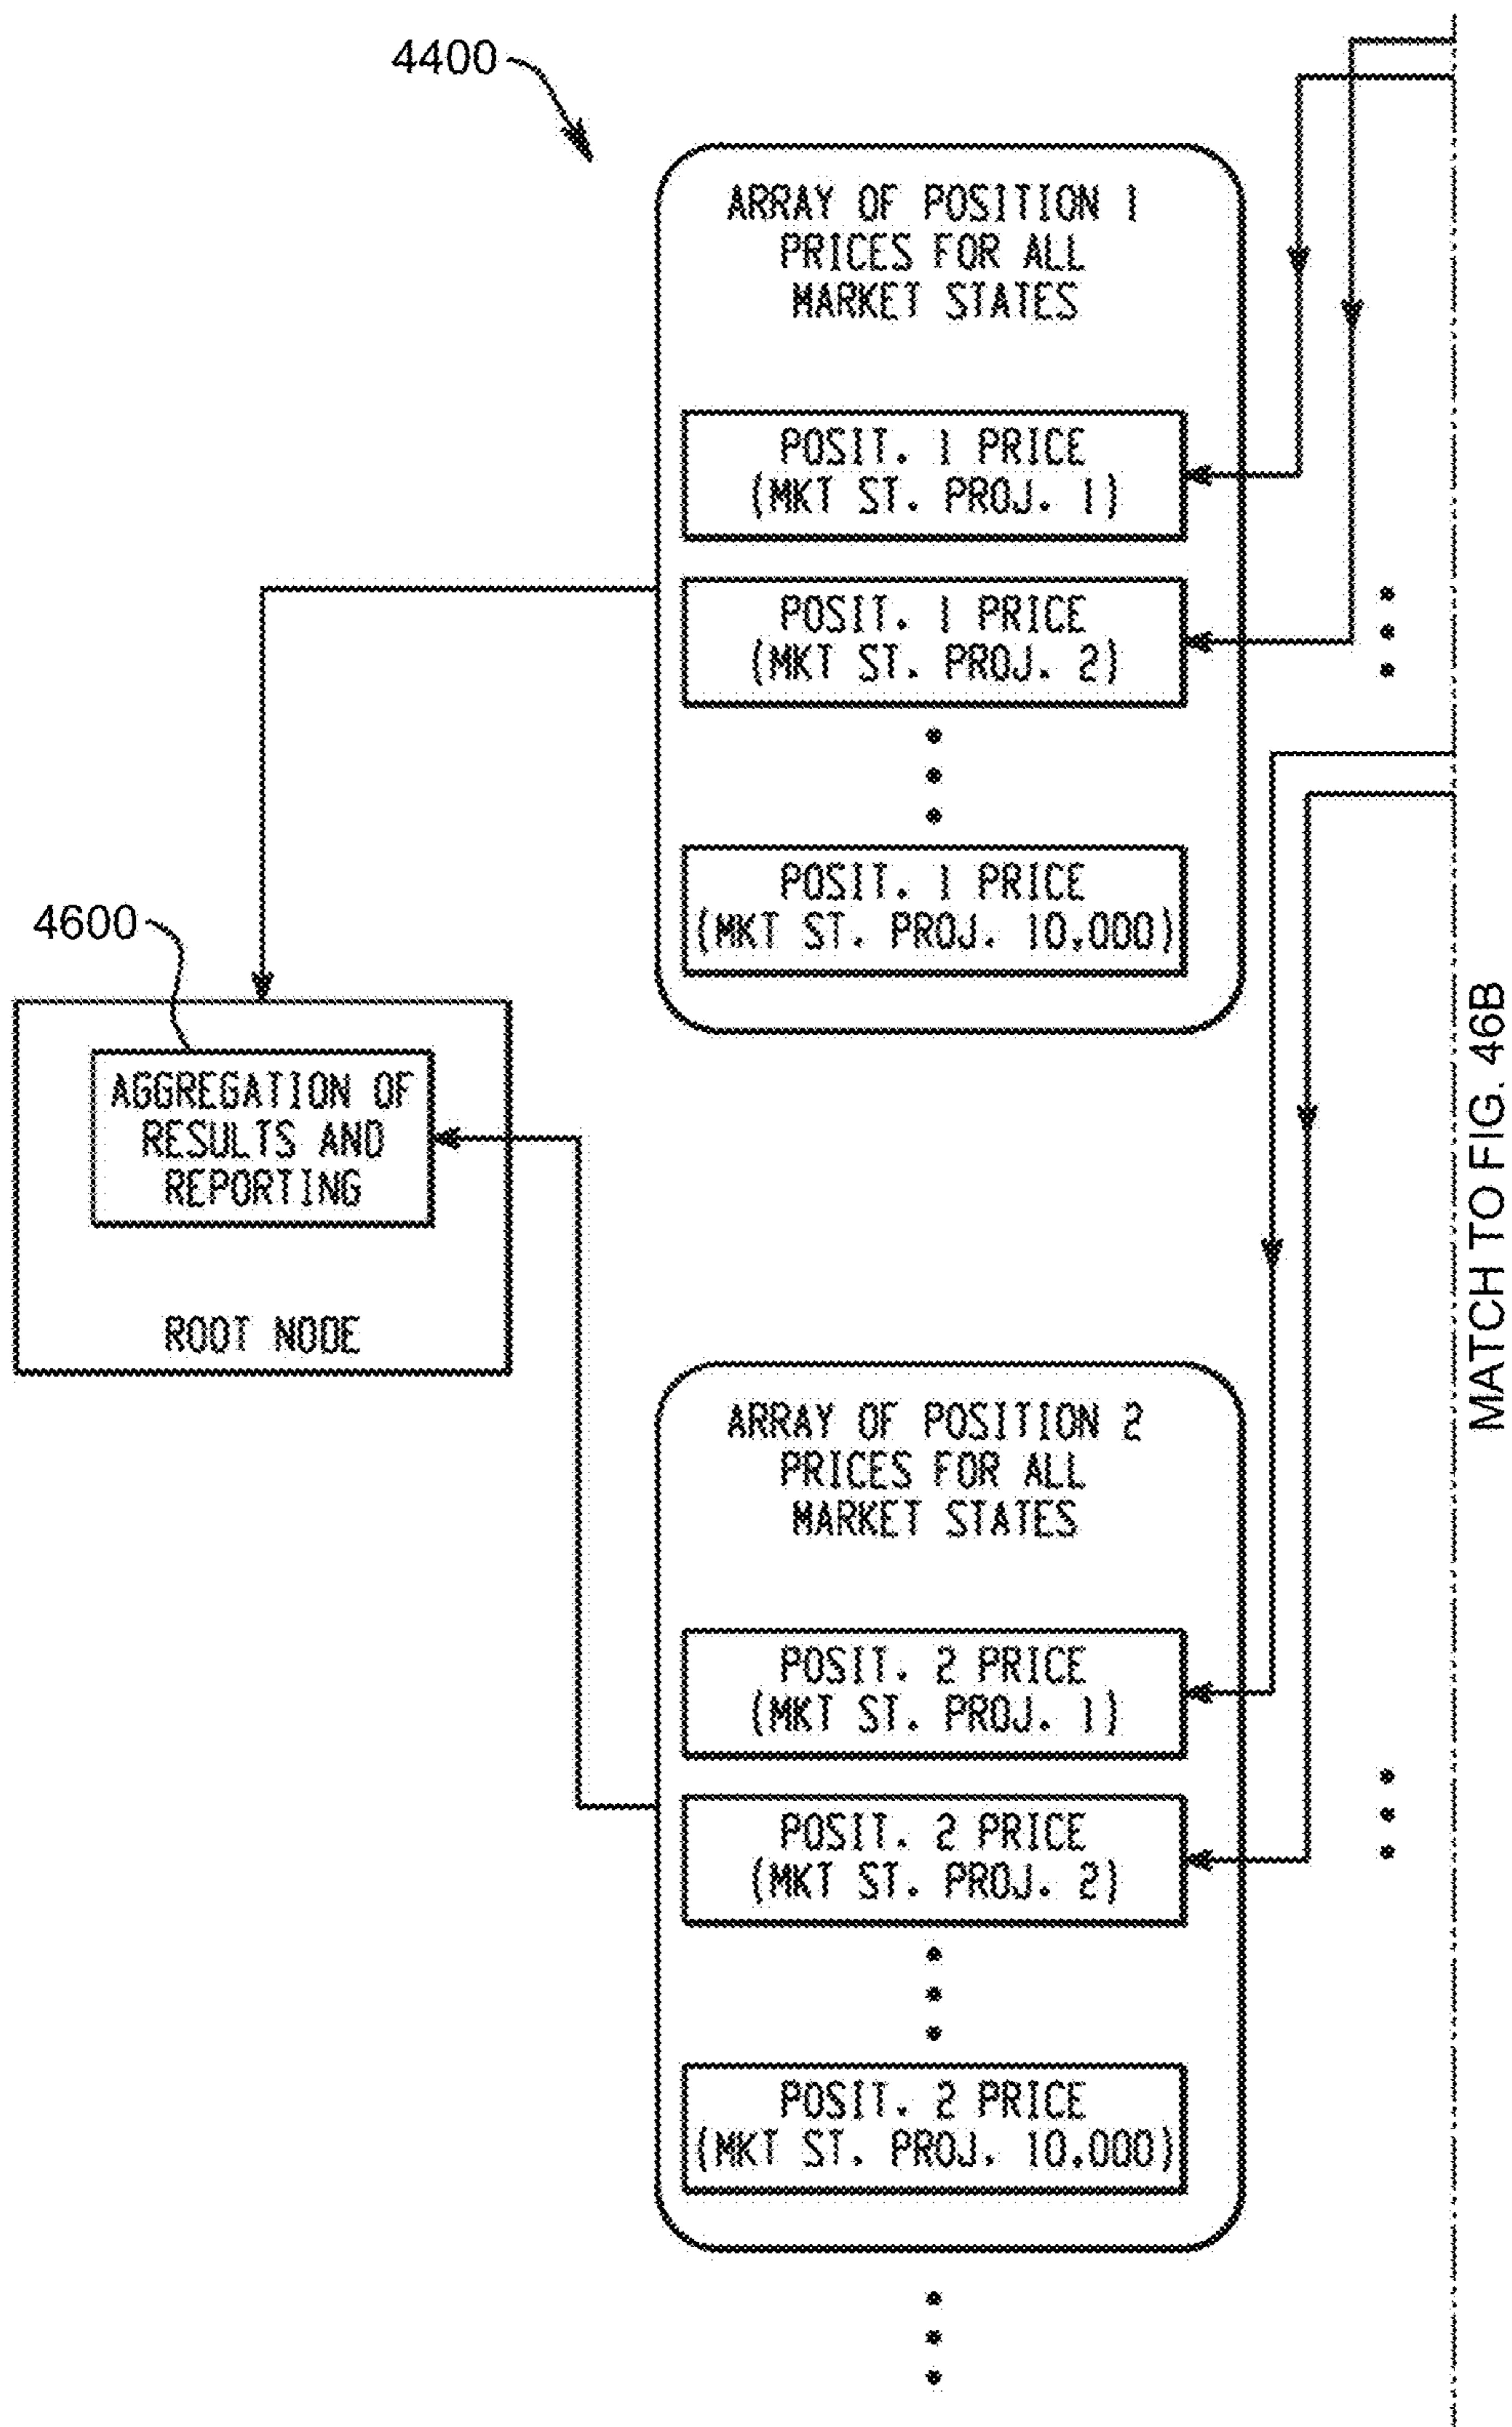 4400
ARRAY OF POSITION 1
PRICES FOR ALL
MARKET STATES
POSIT. 1 PRICE
(MKT ST. PROJ. 1)
POSIT. 1 PRICE
(MKT ST. PROJ. 2)
POSIT. 1 PRICE
(MKT ST. PROJ. 10,000)
4600
AGGREGATION OF
RESULTS AND
REPORTING
ROOT NODE
ARRAY OF POSITION 2
PRICES FOR ALL
MARKET STATES
POSIT. 2 PRICE
(MKT ST. PROJ. 1)
POSIT. 2 PRICE
(MKT ST. PROJ. 2)
POSIT. 2 PRICE
(MKT ST. PROJ. 10,000)
MATCH TO FIG. 46B